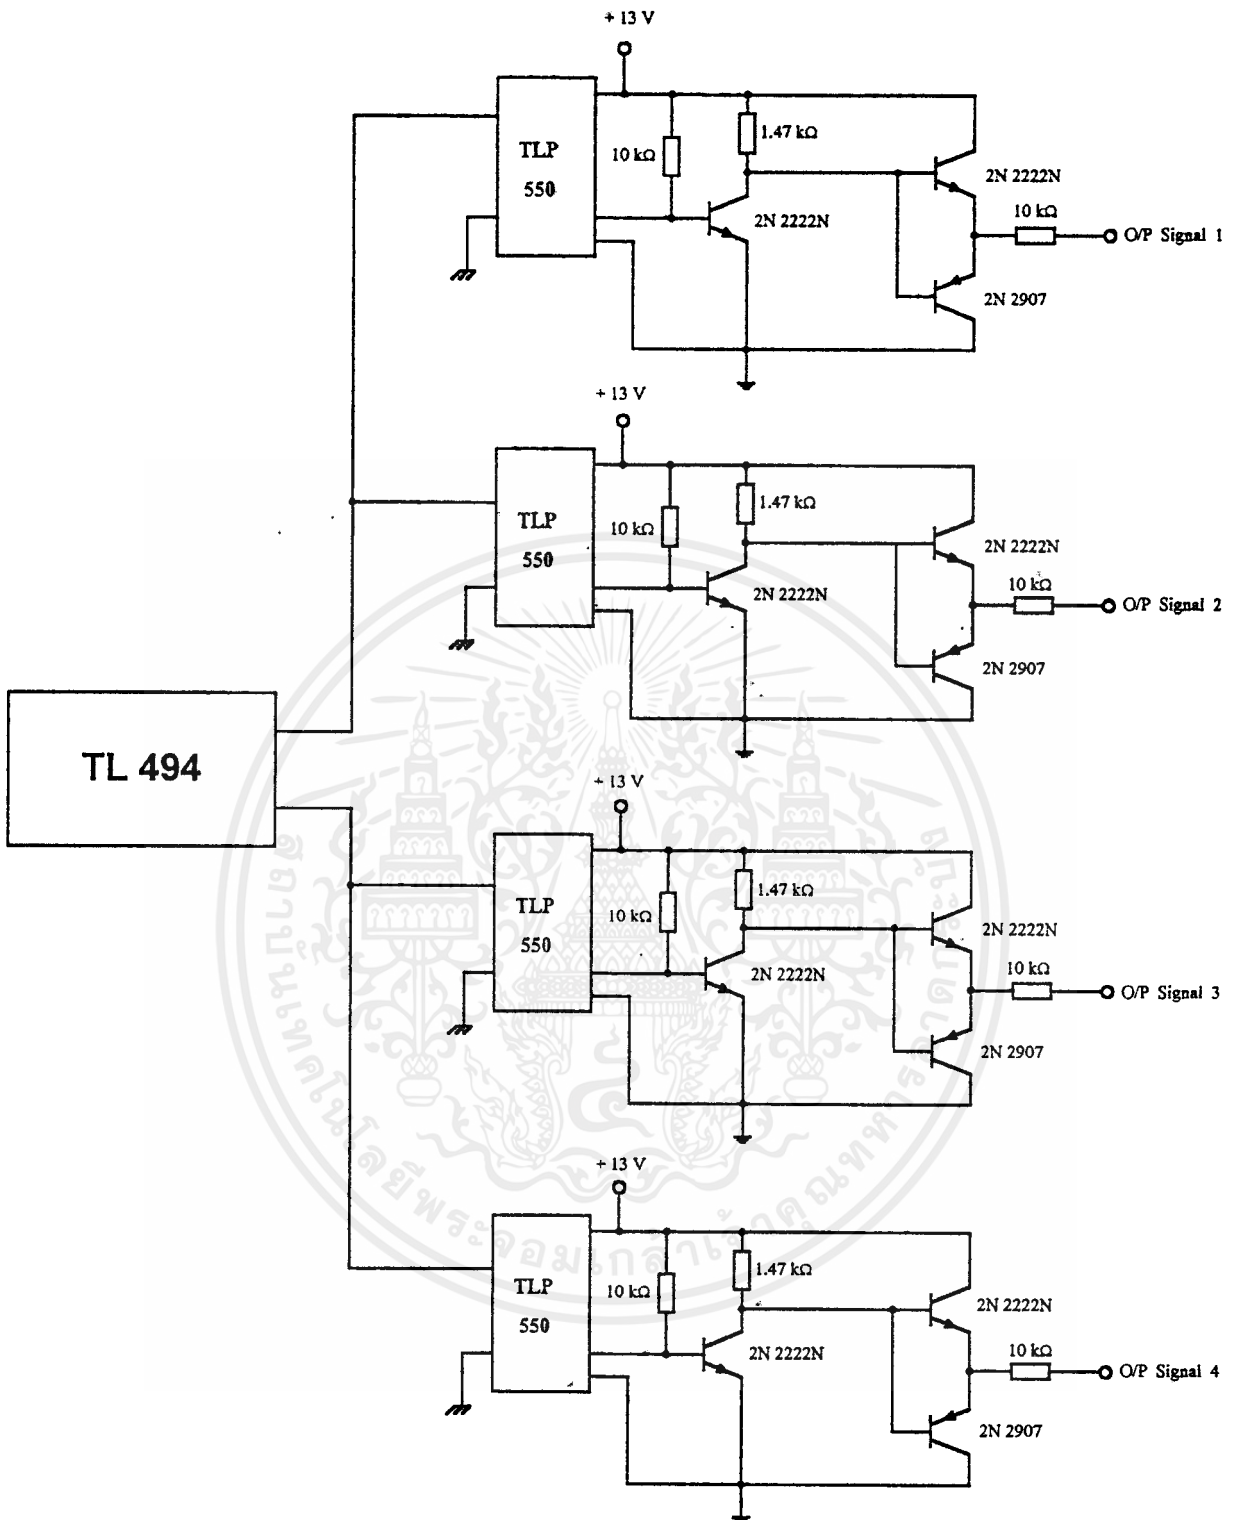 + 13 V
TLP
550
10 kΩ
1.47 kΩ
2N 2222N
2N 2222N
10 kΩ
O/P Signal 1
2N 2907
+ 13 V
TLP
550
10 kΩ
1.47 kΩ
2N 2222N
2N 2222N
10 kΩ
O/P Signal 2
2N 2907
TL 494
+ 13 V
TLP
550
10 kΩ
1.47 kΩ
2N 2222N
2N 2222N
10 kΩ
O/P Signal 3
2N 2907
+ 13 V
TLP
550
10 kΩ
1.47 kΩ
2N 2222N
2N 2222N
10 kΩ
O/P Signal 4
2N 2907